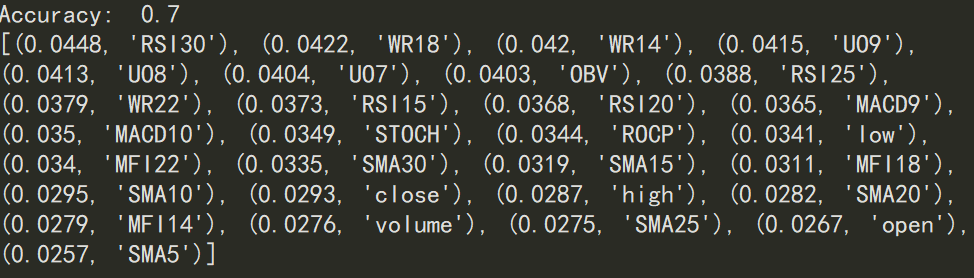 Accuracy:  0.7
[(0.0448, 'RSI30'), (0.0422, 'WR18'), (0.042, 'WR14'), (0.0415, 'UO9'),
(0.0413, 'UO8'), (0.0404, 'UO7'), (0.0403, 'OBV'), (0.0388, 'RSI25'),
(0.0379, 'WR22'), (0.0373, 'RSI15'), (0.0368, 'RSI20'), (0.0365, 'MACD9'),
(0.035, 'MACD10'), (0.0349, 'STOCH'), (0.0344, 'ROCP'), (0.0341, 'low'),
(0.034, 'MFI22'), (0.0335, 'SMA30'), (0.0319, 'SMA15'), (0.0311, 'MFI18'),
(0.0295, 'SMA10'), (0.0293, 'close'), (0.0287, 'high'), (0.0282, 'SMA20'),
(0.0279, 'MFI14'), (0.0276, 'volume'), (0.0275, 'SMA25'), (0.0267, 'open'),
(0.0257, 'SMA5')]